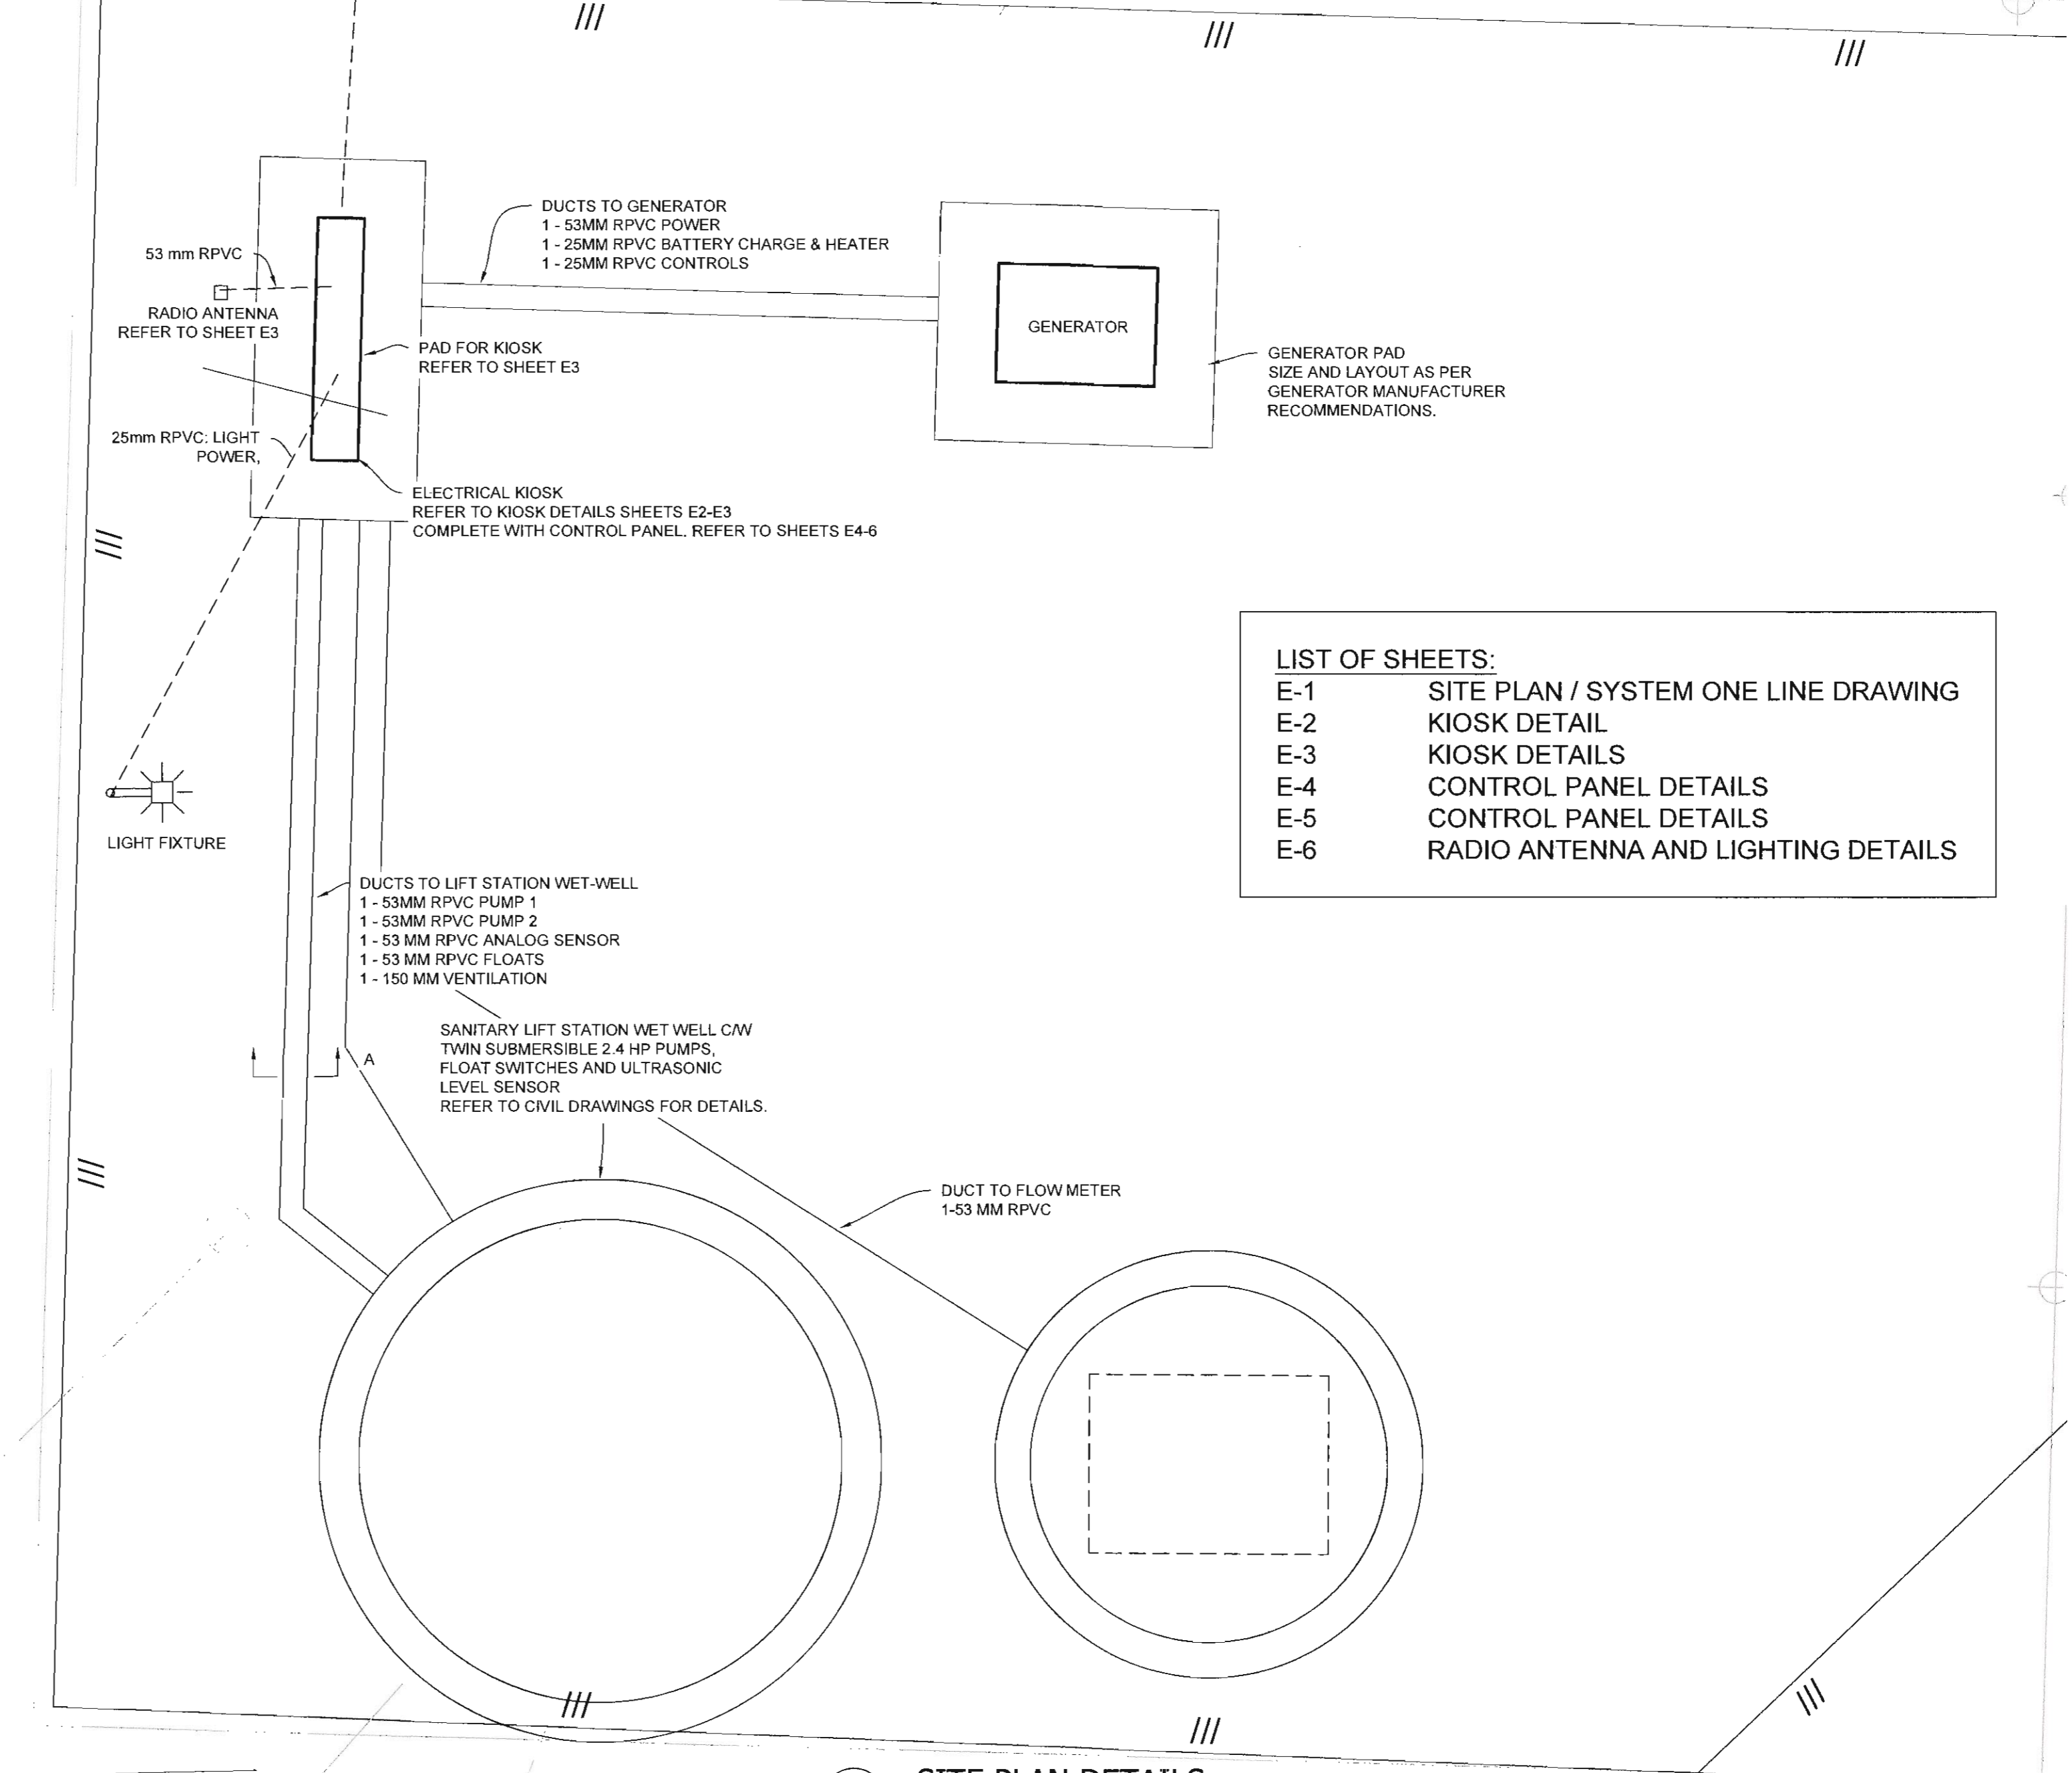 DUCTS TO GENERATOR
1 - 53MM RPVC POWER
1 - 25MM RPVC BATTERY CHARGE & HEATER
1 - 25MM RPVC CONTROLS
53 mm RPVC
RADIO ANTENNA
REFER TO SHEET E3
PAD FOR KIOSK
REFER TO SHEET E3
GENERATOR
GENERATOR PAD
SIZE AND LAYOUT AS PER
GENERATOR MANUFACTURER
RECOMMENDATIONS.
25mm RPVC: LIGHT
POWER,
ELECTRICAL KIOSK
REFER TO KIOSK DETAILS SHEETS E2-E3
COMPLETE WITH CONTROL PANEL. REFER TO SHEETS E4-6
LIST OF SHEETS:
E-1 SITE PLAN / SYSTEM ONE LINE DRAWING
E-2 KIOSK DETAIL
E-3 KIOSK DETAILS
E-4 CONTROL PANEL DETAILS
E-5 CONTROL PANEL DETAILS
E-6 RADIO ANTENNA AND LIGHTING DETAILS
LIGHT FIXTURE
DUCTS TO LIFT STATION WET-WELL
1 - 53MM RPVC PUMP 1
1 - 53MM RPVC PUMP 2
1 - 53 MM RPVC ANALOG SENSOR
1 - 53 MM RPVC FLOATS
1 - 150 MM VENTILATION
SANITARY LIFT STATION WET WELL C/W
TWIN SUBMERSIBLE 2.4 HP PUMPS,
FLOAT SWITCHES AND ULTRASONIC
LEVEL SENSOR
REFER TO CIVIL DRAWINGS FOR DETAILS.
A
DUCT TO FLOW METER
1-53 MM RPVC
SITE PLAN DETAILS